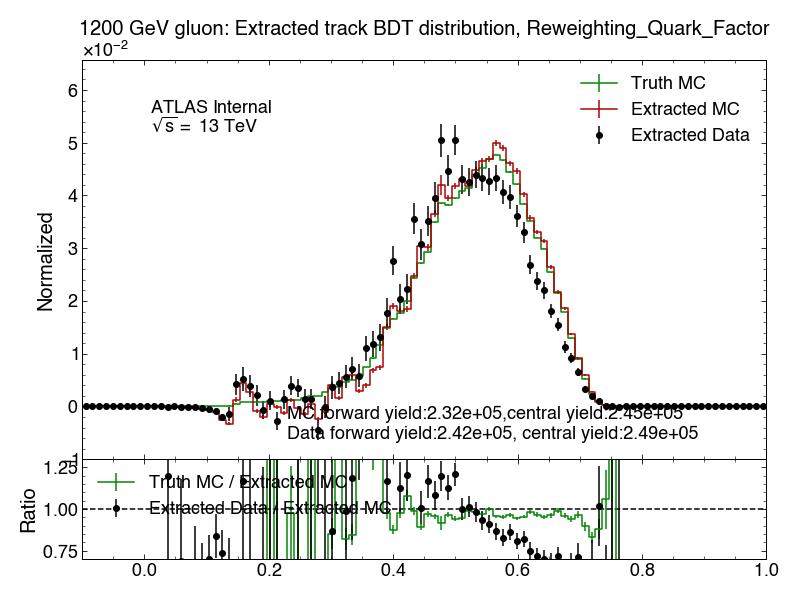 1200 GeV gluon: Extracted track BDT distribution, Reweighting_Quark_Factor
×10⁻²
ATLAS Internal
√s = 13 TeV
Truth MC
Extracted MC
Extracted Data
Normalized
6
5
4
3
2
1
0
1
MC forward yield:2.32e+05,central yield:2.45e+05
Data forward yield:2.42e+05, central yield:2.49e+05
Ratio
1.25
1.00
0.75
Truth MC / Extracted MC
Extracted Data / Extracted MC
0.0 0.2 0.4 0.6 0.8 1.0